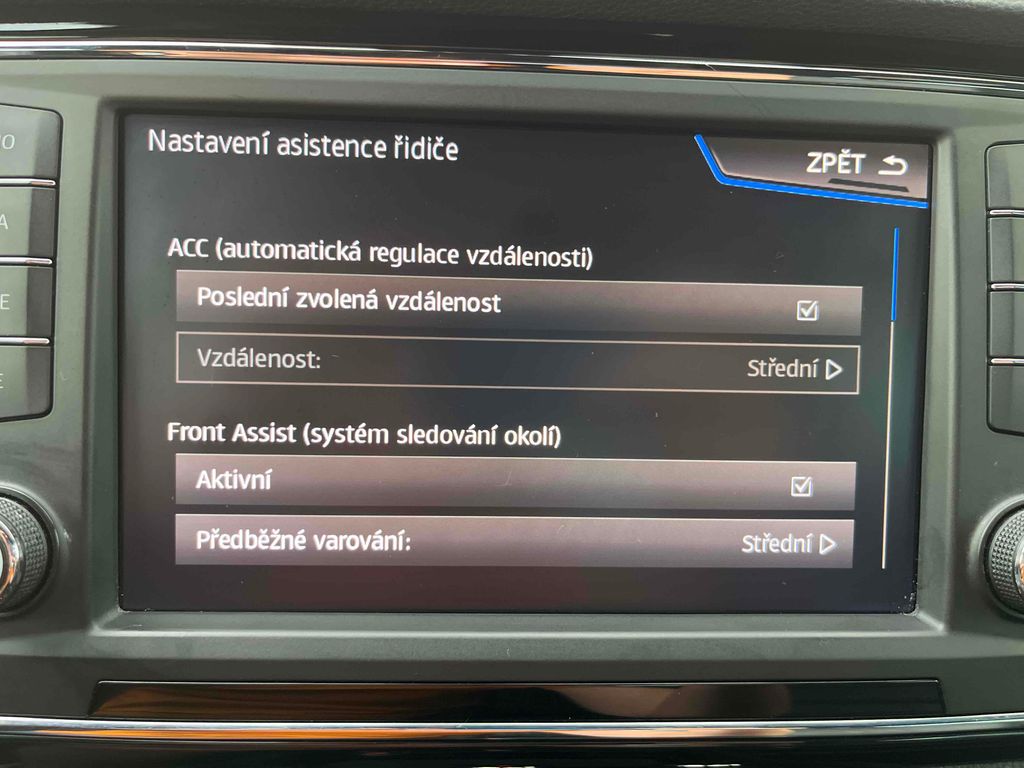 Nastavení asistence řidiče
ZPĚT
ACC (automatická regulace vzdálenosti)
Poslední zvolená vzdálenost
Vzdálenost: Střední
Front Assist (systém sledování okolí)
Aktivní
Předběžné varování: Střední